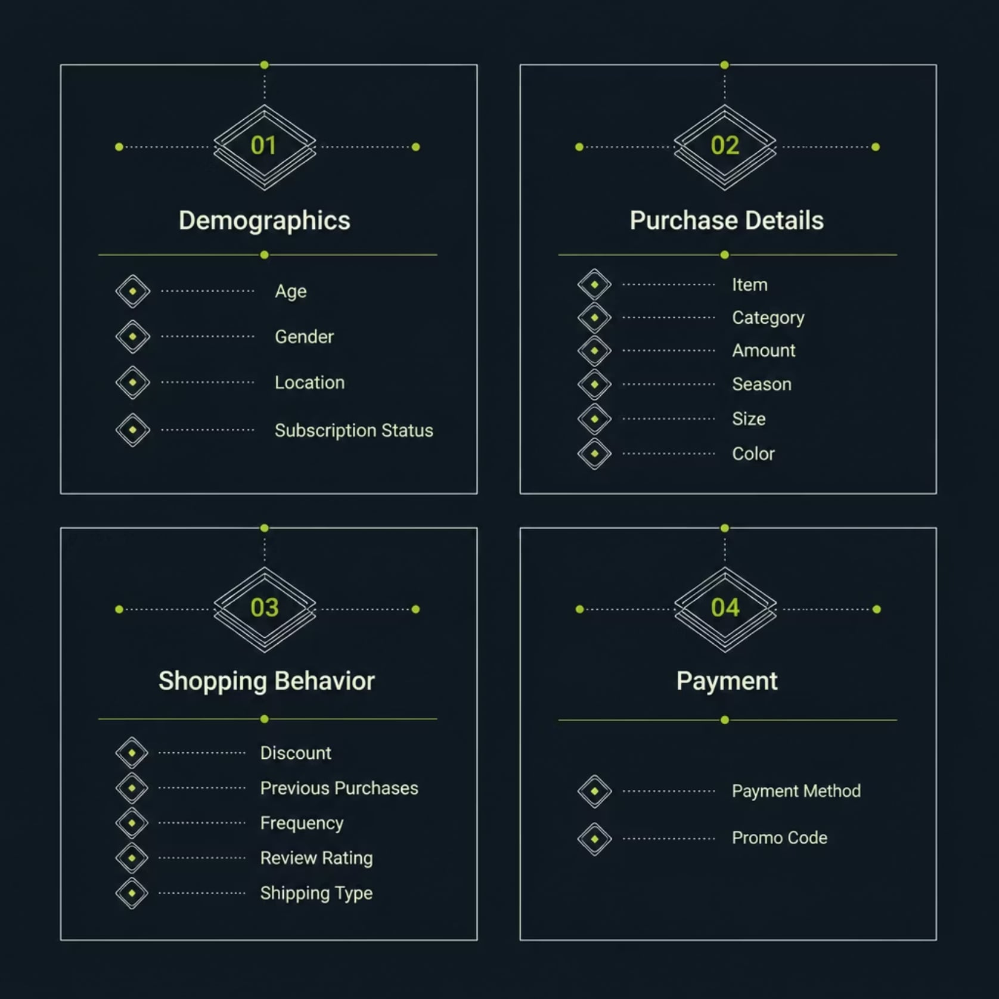 01
Demographics
Age
Gender
Location
Subscription Status
02
Purchase Details
Item
Category
Amount
Season
Size
Color
03
Shopping Behavior
Discount
Previous Purchases
Frequency
Review Rating
Shipping Type
04
Payment
Payment Method
Promo Code